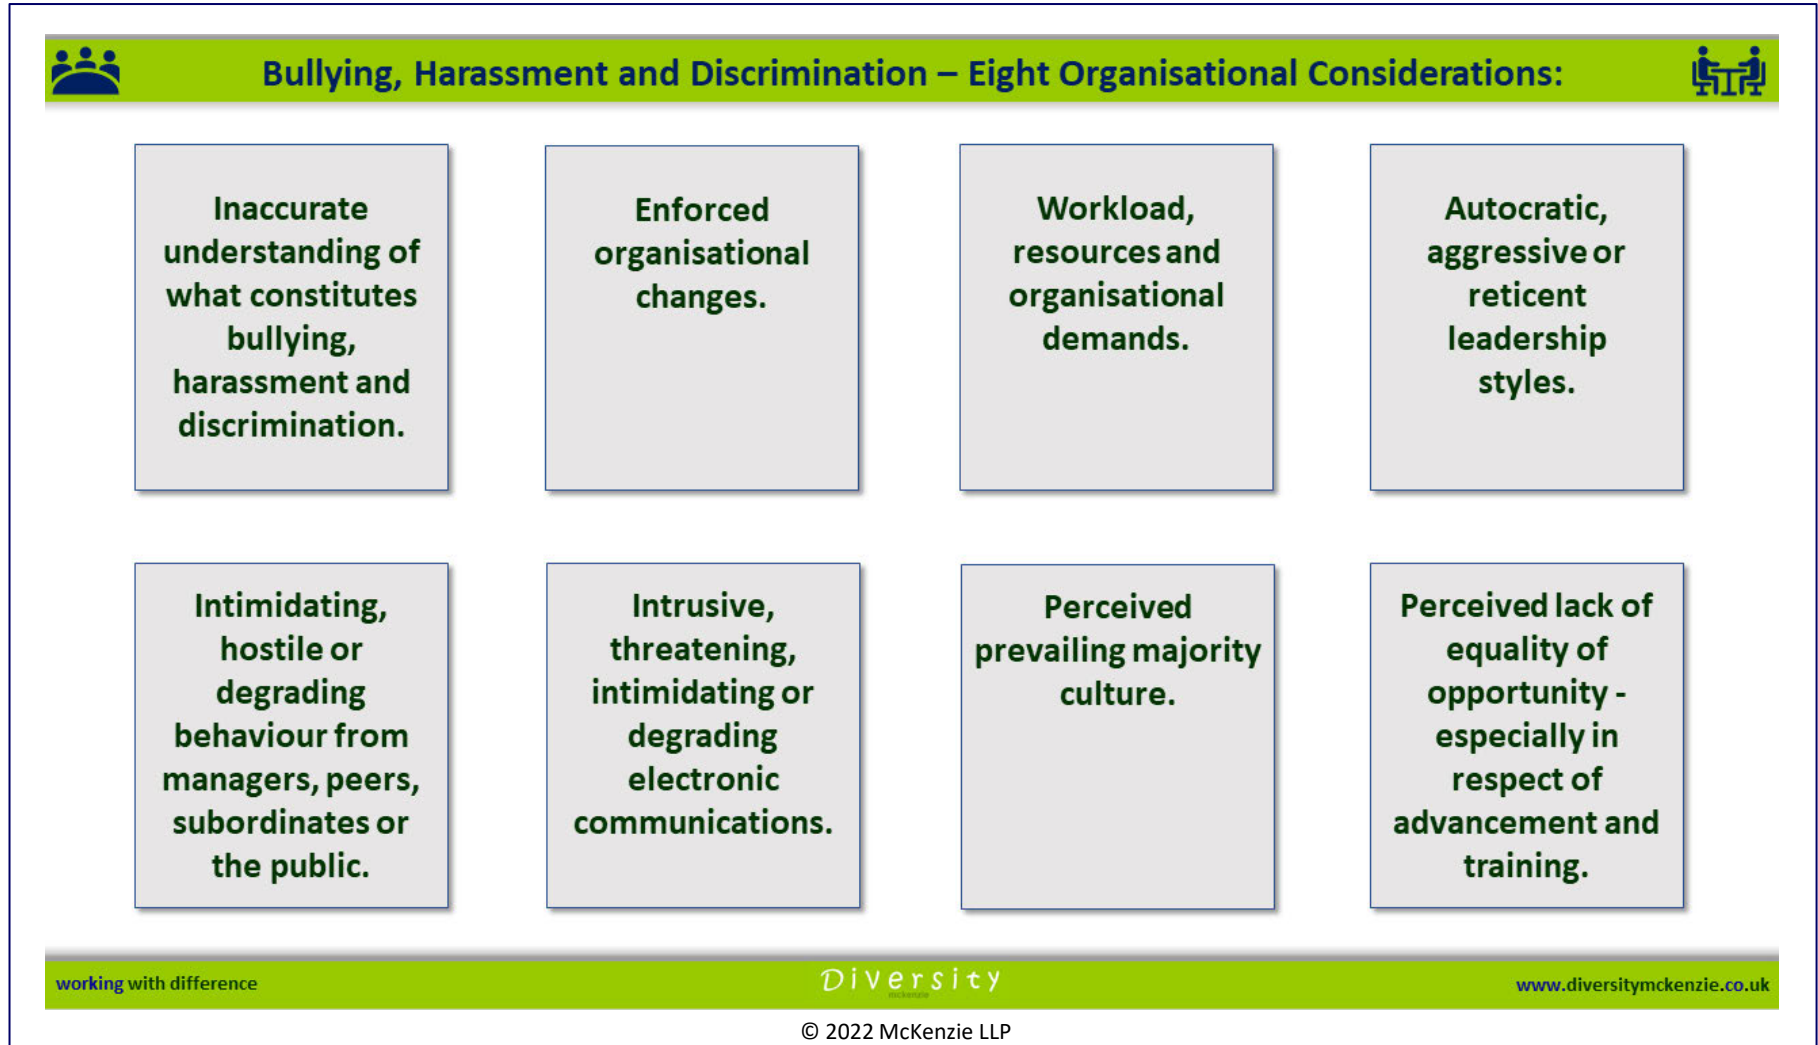 Bullying, Harassment and Discrimination – Eight Organisational Considerations:
Inaccurate
understanding of
what constitutes
bullying,
harassment and
discrimination.
Enforced
organisational
changes.
Workload,
resources and
organisational
demands.
Autocratic,
aggressive or
reticent
leadership
styles.
Intimidating,
hostile or
degrading
behaviour from
managers, peers,
subordinates or
the public.
Intrusive,
threatening,
intimidating or
degrading
electronic
communications.
Perceived
prevailing majority
culture.
Perceived lack of
equality of
opportunity -
especially in
respect of
advancement and
training.
working with difference
Diversity
mckenzie
www.diversitymckenzie.co.uk
© 2022 McKenzie LLP